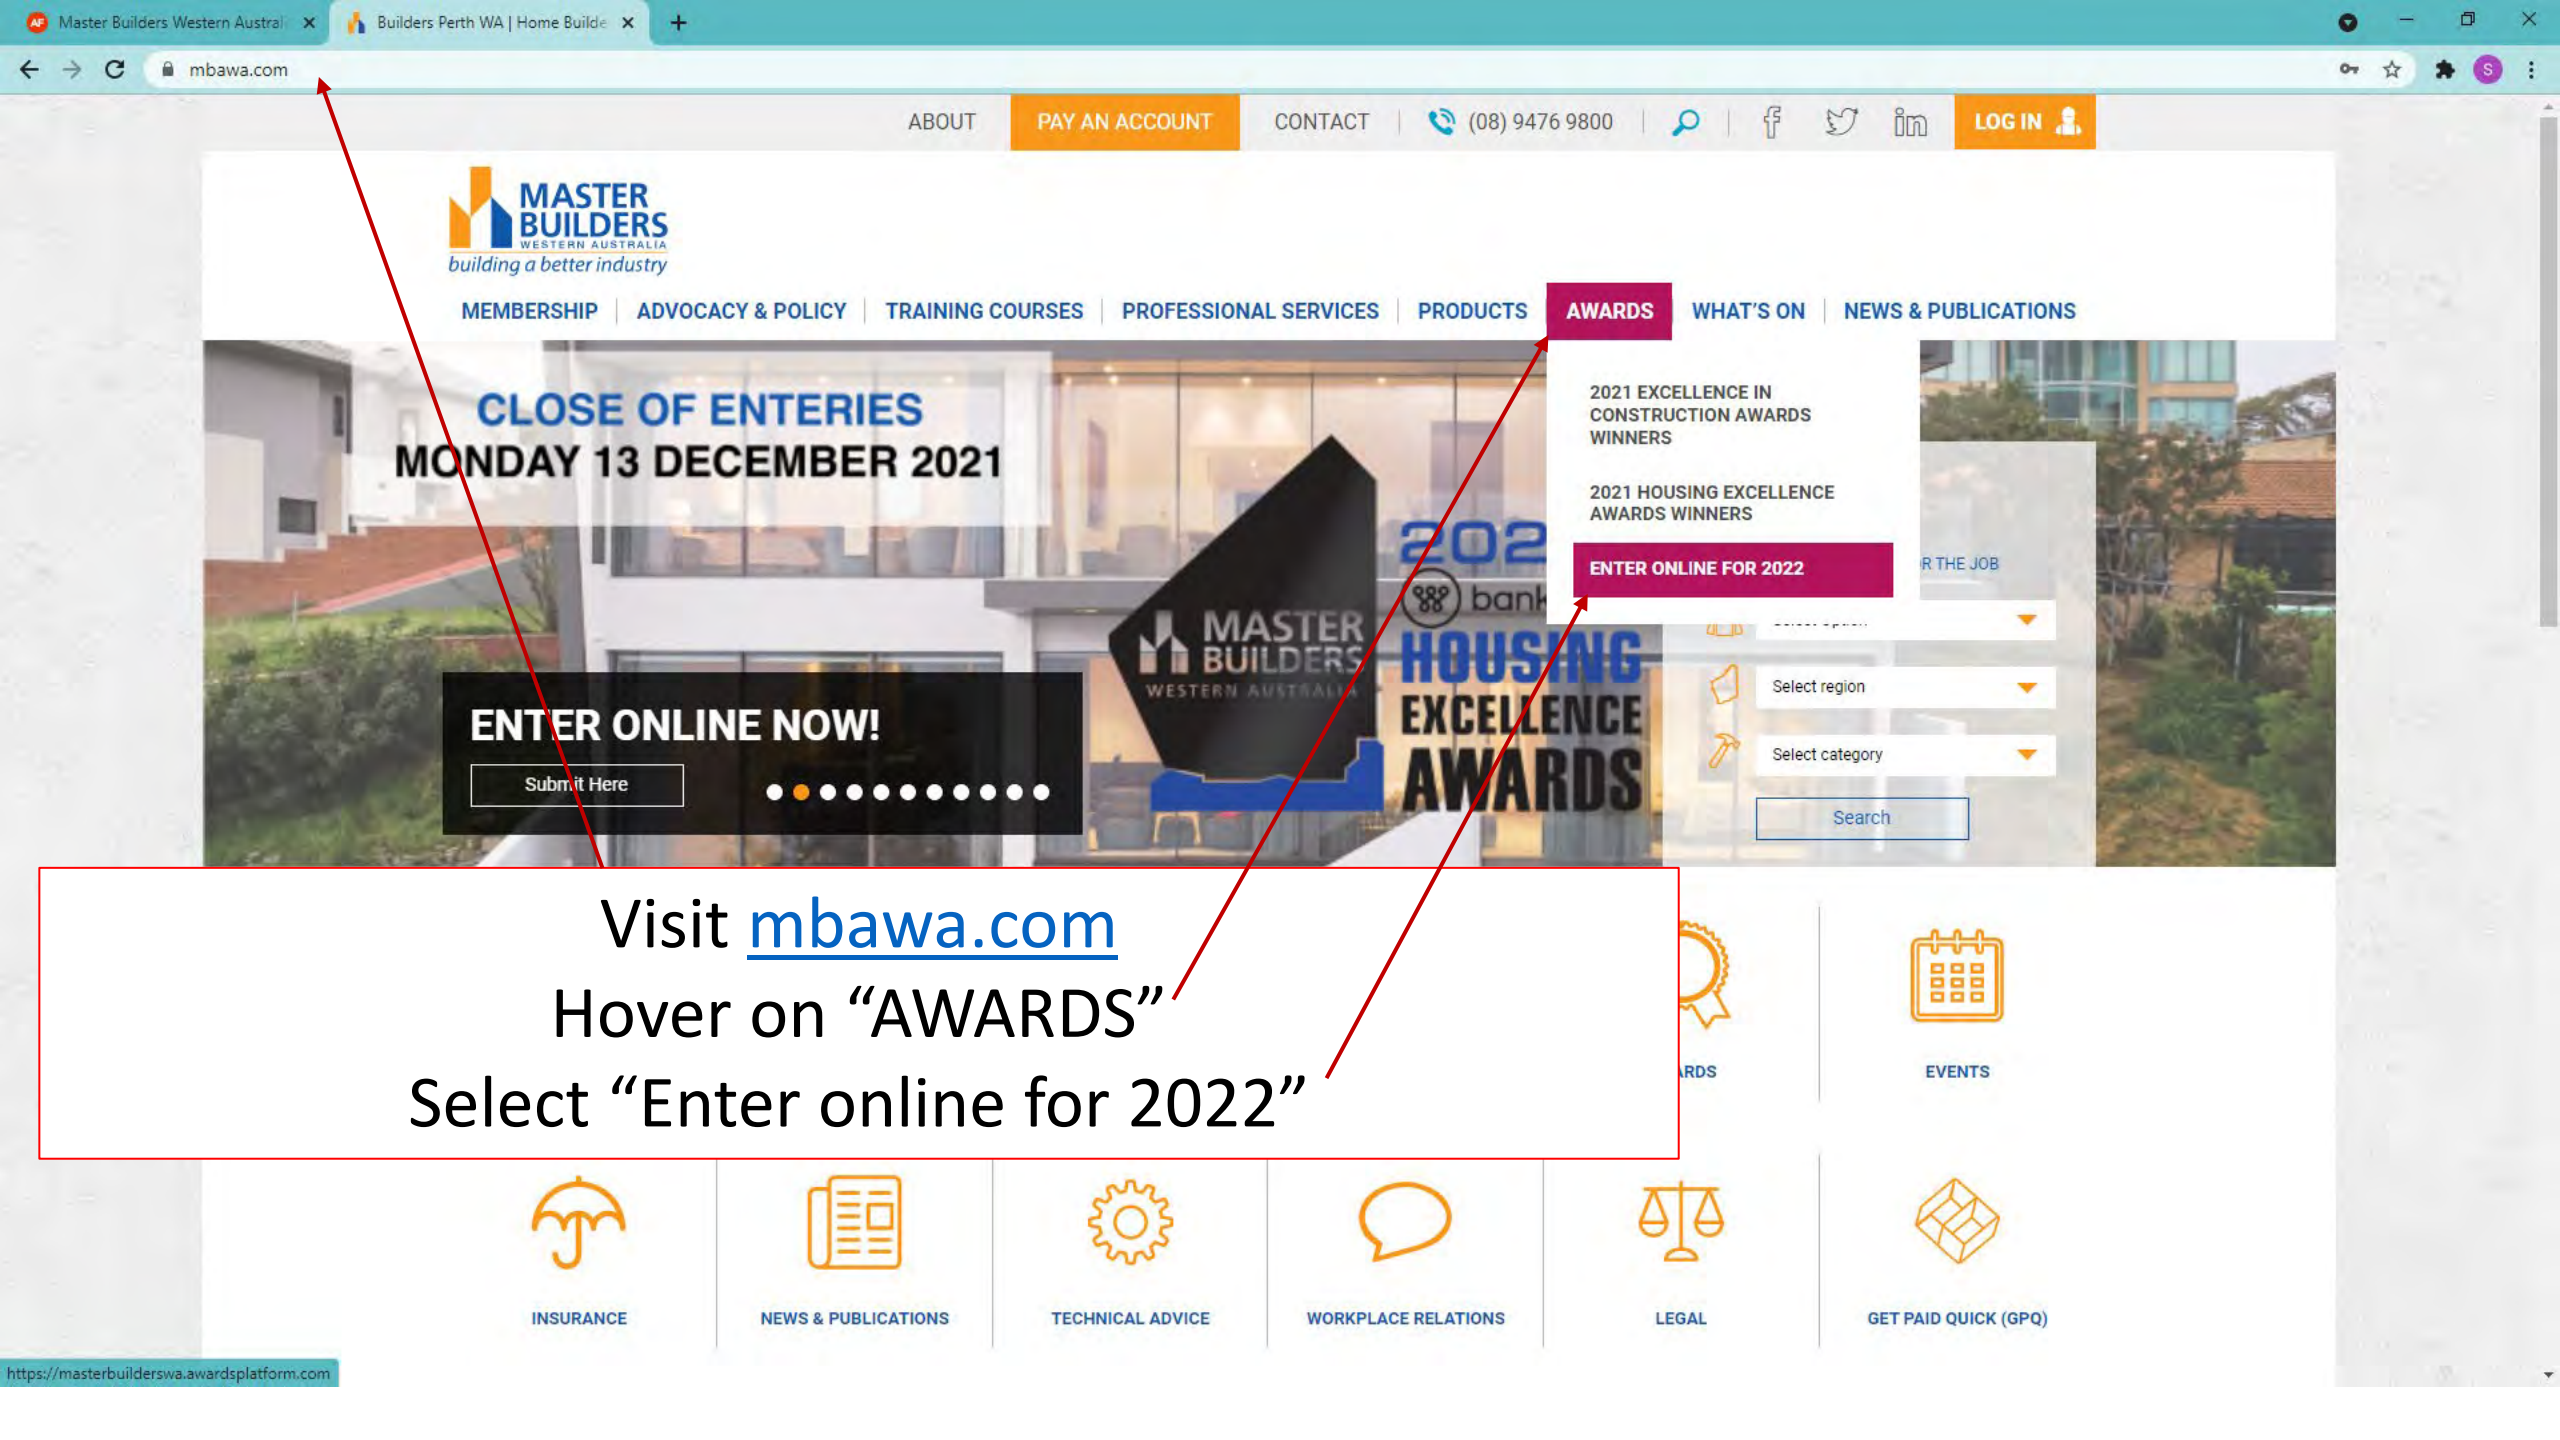 Master Builders Western Austral
Builders Perth WA | Home Builde
mbawa.com
ABOUT
PAY AN ACCOUNT
CONTACT
(08) 9476 9800
LOG IN
MASTER
BUILDERS
WESTERN AUSTRALIA
building a better industry
MEMBERSHIP
ADVOCACY & POLICY
TRAINING COURSES
PROFESSIONAL SERVICES
PRODUCTS
AWARDS
WHAT'S ON
NEWS & PUBLICATIONS
2021 EXCELLENCE IN
CONSTRUCTION AWARDS
WINNERS
2021 HOUSING EXCELLENCE
AWARDS WINNERS
ENTER ONLINE FOR 2022
CLOSE OF ENTERIES
MONDAY 13 DECEMBER 2021
MASTER
BUILDERS
WESTERN AUSTRALIA
202
bank
HOUSING
EXCELLENCE
AWARDS
R THE JOB
Select region
Select category
Search
ENTER ONLINE NOW!
Submit Here
Visit mbawa.com
Hover on “AWARDS”
Select “Enter online for 2022”
ARDS
EVENTS
INSURANCE
NEWS & PUBLICATIONS
TECHNICAL ADVICE
WORKPLACE RELATIONS
LEGAL
GET PAID QUICK (GPQ)
https://masterbuilderswa.awardsplatform.com